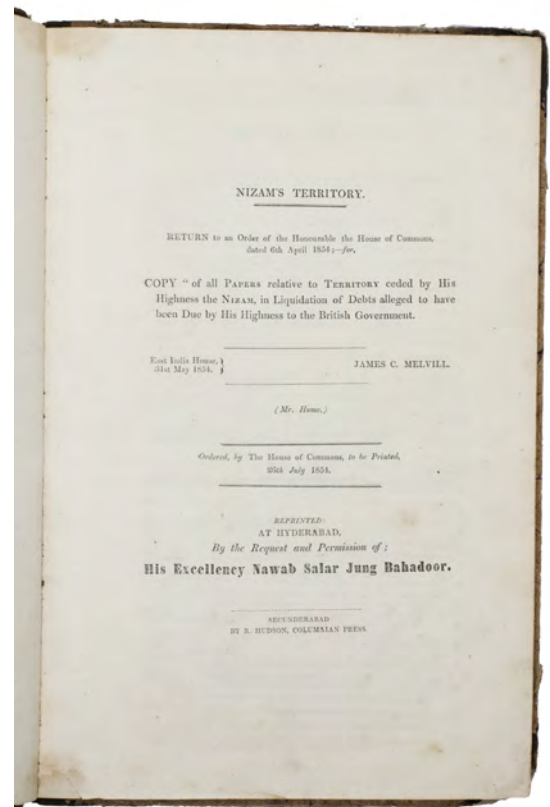 NIZAM'S TERRITORY.
RETURN to an Order of the Honourable the House of Commons,
dated 6th April 1854;—for,
COPY "of all PAPERS relative to TERRITORY ceded by His
Highness the NIZAM, in Liquidation of Debts alleged to have
been Due by His Highness to the British Government.
East India House, }
31st May 1854. }
JAMES C. MELVILL.
(Mr. Hume.)
Ordered, by The House of Commons, to be Printed,
25th July 1854.
REPRINTED:
AT HYDERABAD,
By the Request and Permission of;
His Excellency Nawab Salar Jung Bahadoor.
SECUNDERABAD
BY R. HUDSON, COLUMBIAN PRESS.